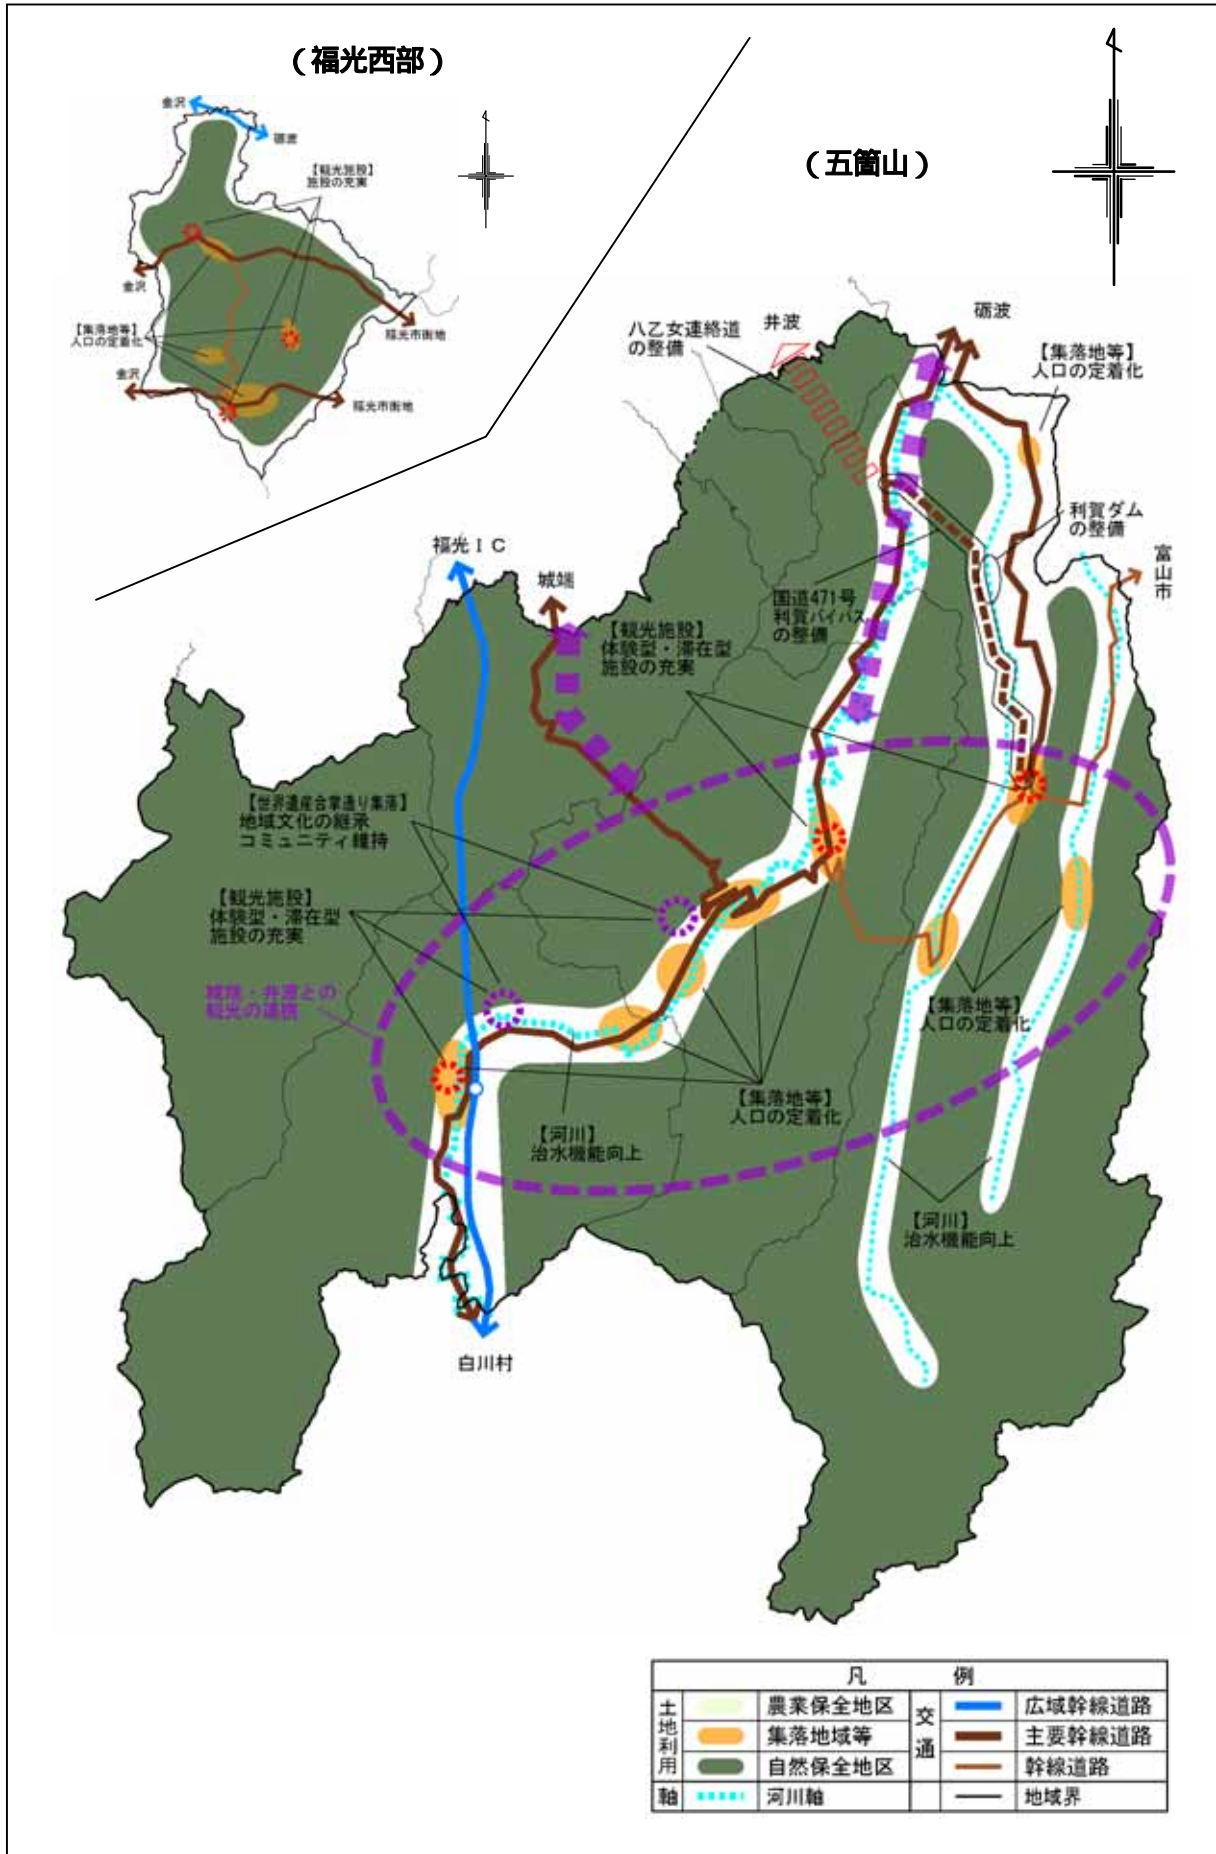 （福光西部）
金沢
砺波
【観光施設】
施設の充実
金沢
福光市街地
【集落地等】
人口の定着化
金沢
福光市街地
（五箇山）
砺波
井波
八乙女連絡道
の整備
【集落地等】
人口の定着化
利賀ダム
の整備
富山市
福光ＩＣ
城端
国道471号
利賀バイパス
の整備
【観光施設】
体験型・滞在型
施設の充実
【世界遺産合掌造り集落】
地域文化の継承
コミュニティ維持
【観光施設】
体験型・滞在型
施設の充実
城端・井波との
観光の連携
【集落地等】
人口の定着化
【集落地等】
人口の定着化
【河川】
治水機能向上
【河川】
治水機能向上
白川村
凡例
土地利用
農業保全地区
集落地域等
自然保全地区
軸
河川軸
交通
広域幹線道路
主要幹線道路
幹線道路
地域界